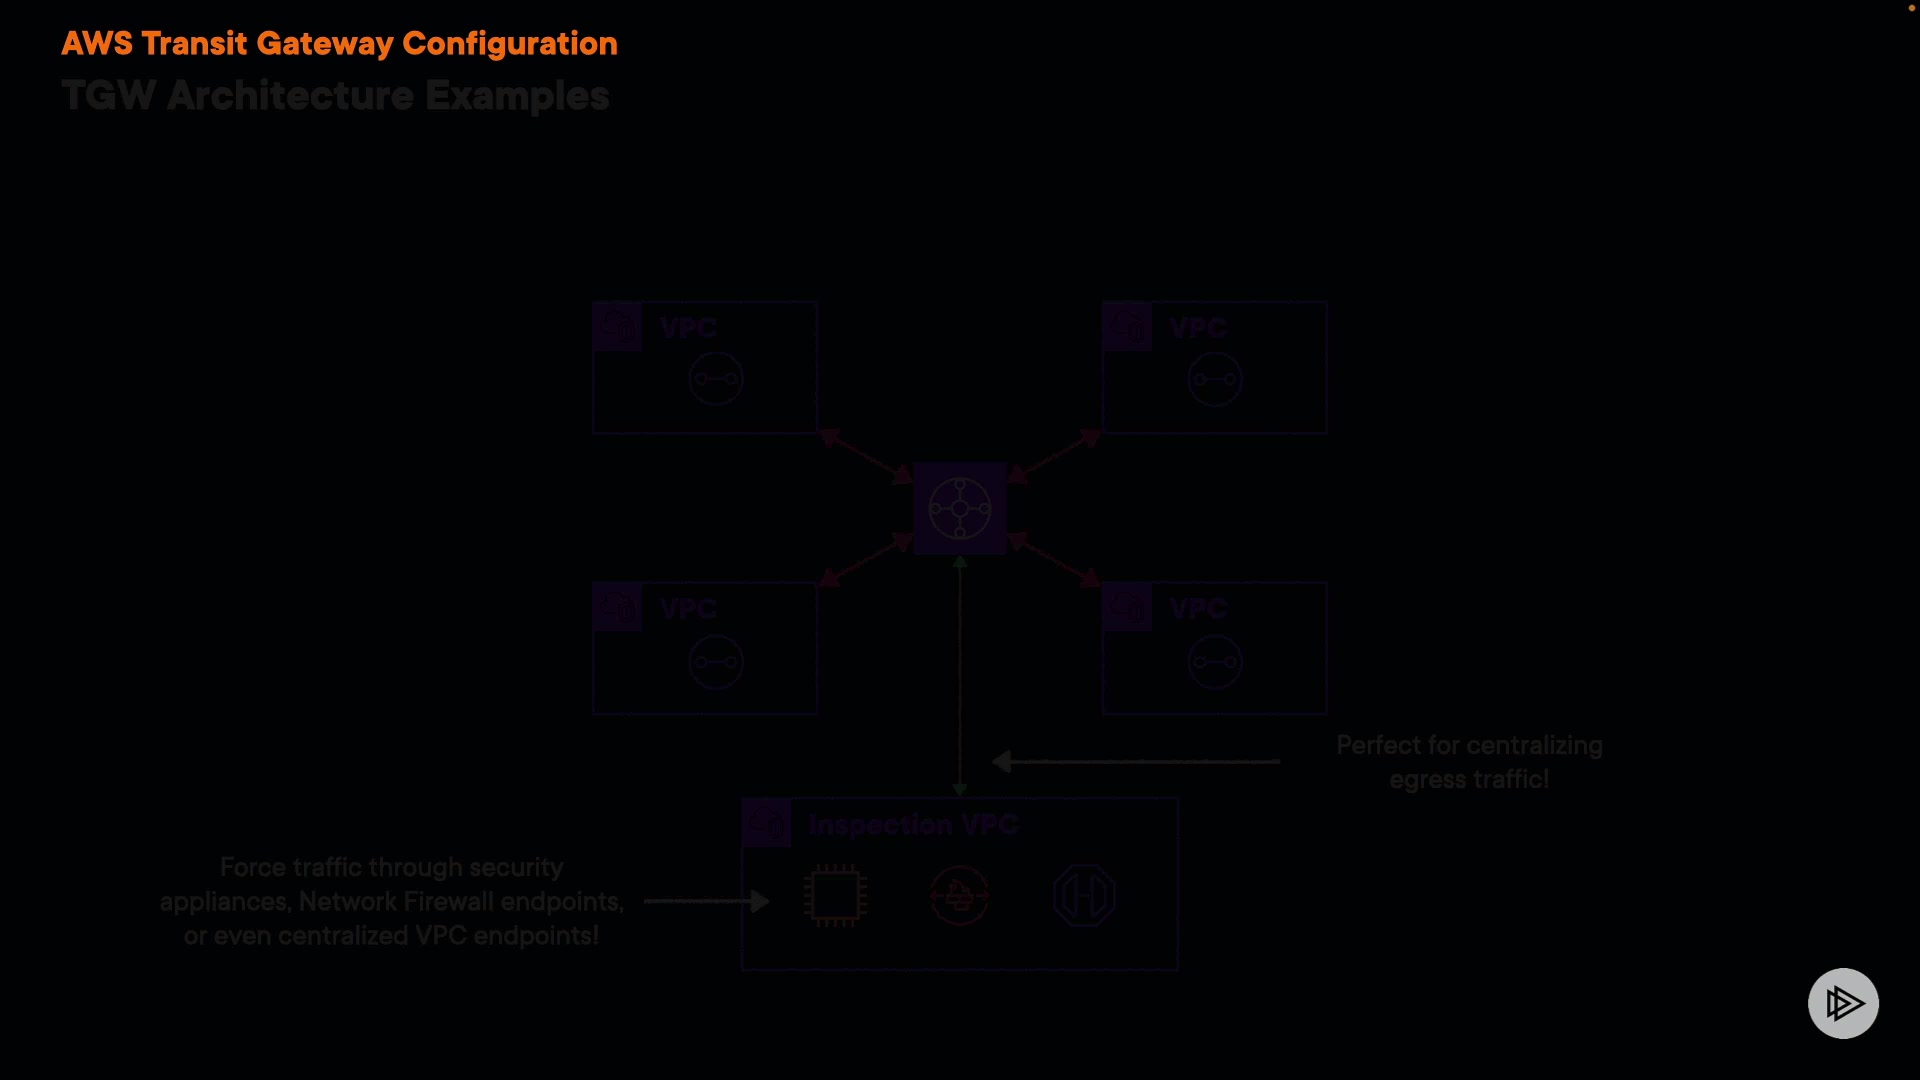 AWS Transit Gateway Configuration
TGW Architecture Examples
VPC
VPC
VPC
VPC
Perfect for centralizing
egress traffic!
Inspection VPC
Force traffic through security
appliances, Network Firewall endpoints,
or even centralized VPC endpoints!